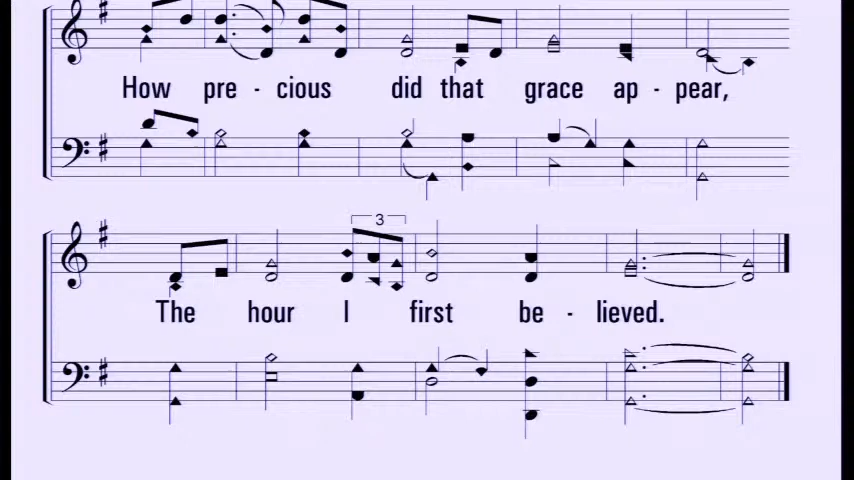 How pre - cious did that grace ap - pear,
3
The hour I first be - lieved.